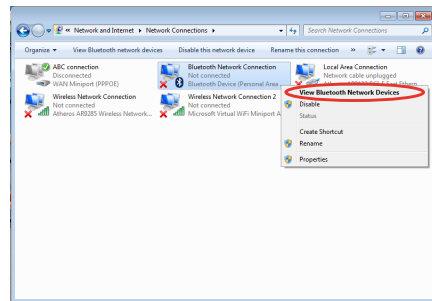 « Network and Internet ▸ Network Connections ▸
Search Network Connections
Organize ▾ View Bluetooth network devices Disable this network device Rename this connection »
ABC connection
Disconnected
WAN Miniport (PPPOE)
Bluetooth Network Connection
Not connected
Bluetooth Device (Personal Area ...
Local Area Connection
Network cable unplugged
Wireless Network Connection
Not connected
Atheros AR9285 Wireless Network...
Wireless Network Connection 2
Not connected
Microsoft Virtual WiFi Miniport A
View Bluetooth Network Devices
Disable
Status
Create Shortcut
Rename
Properties